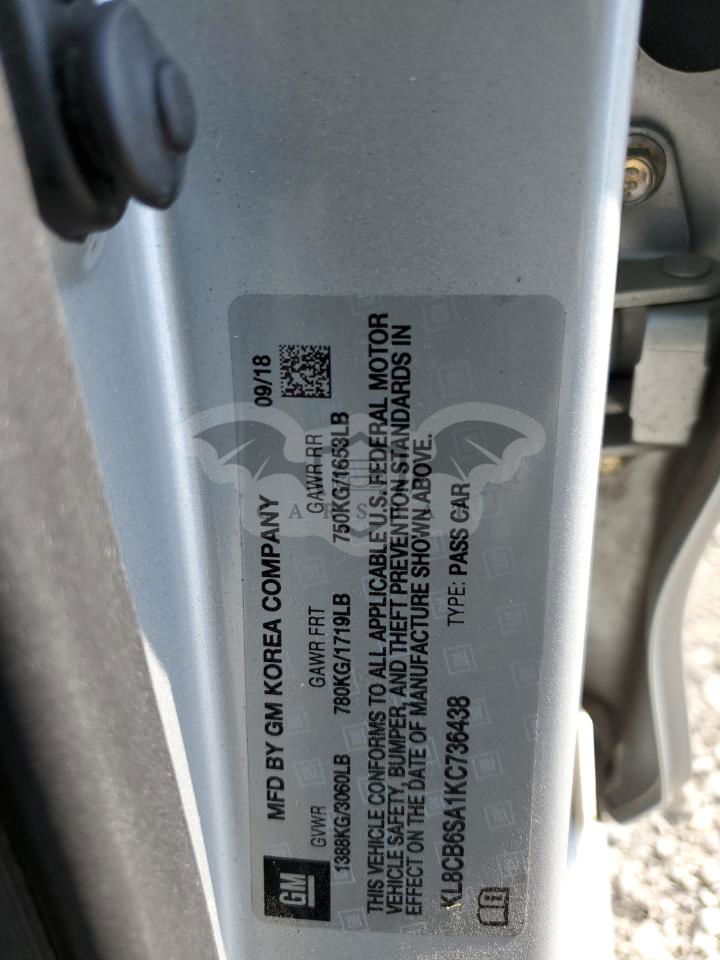 MFD BY GM KOREA COMPANY 09/18
GVWR GAWR FRT GAWR RR
1388KG/3060LB 780KG/1719LB 750KG/1653LB
THIS VEHICLE CONFORMS TO ALL APPLICABLE U.S. FEDERAL MOTOR
VEHICLE SAFETY, BUMPER, AND THEFT PREVENTION STANDARDS IN
EFFECT ON THE DATE OF MANUFACTURE SHOWN ABOVE.
KL8CB6SA1KC736438 TYPE: PASS CAR
GM